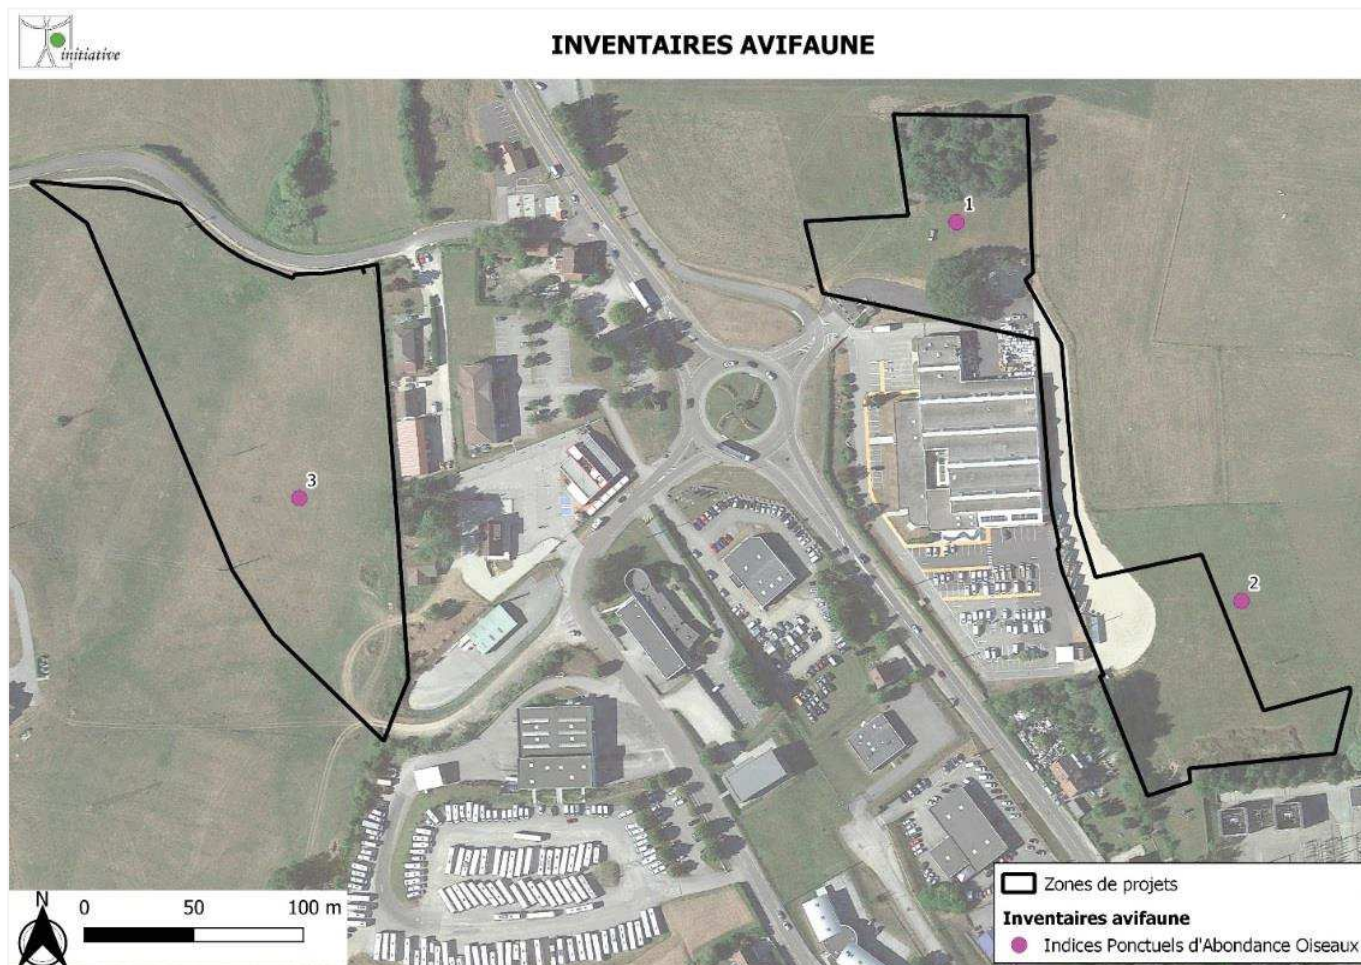 initiative
INVENTAIRES AVIFAUNE
1
2
3
N
0 50 100 m
Zones de projets
Inventaires avifaune
Indices Ponctuels d'Abondance Oiseaux